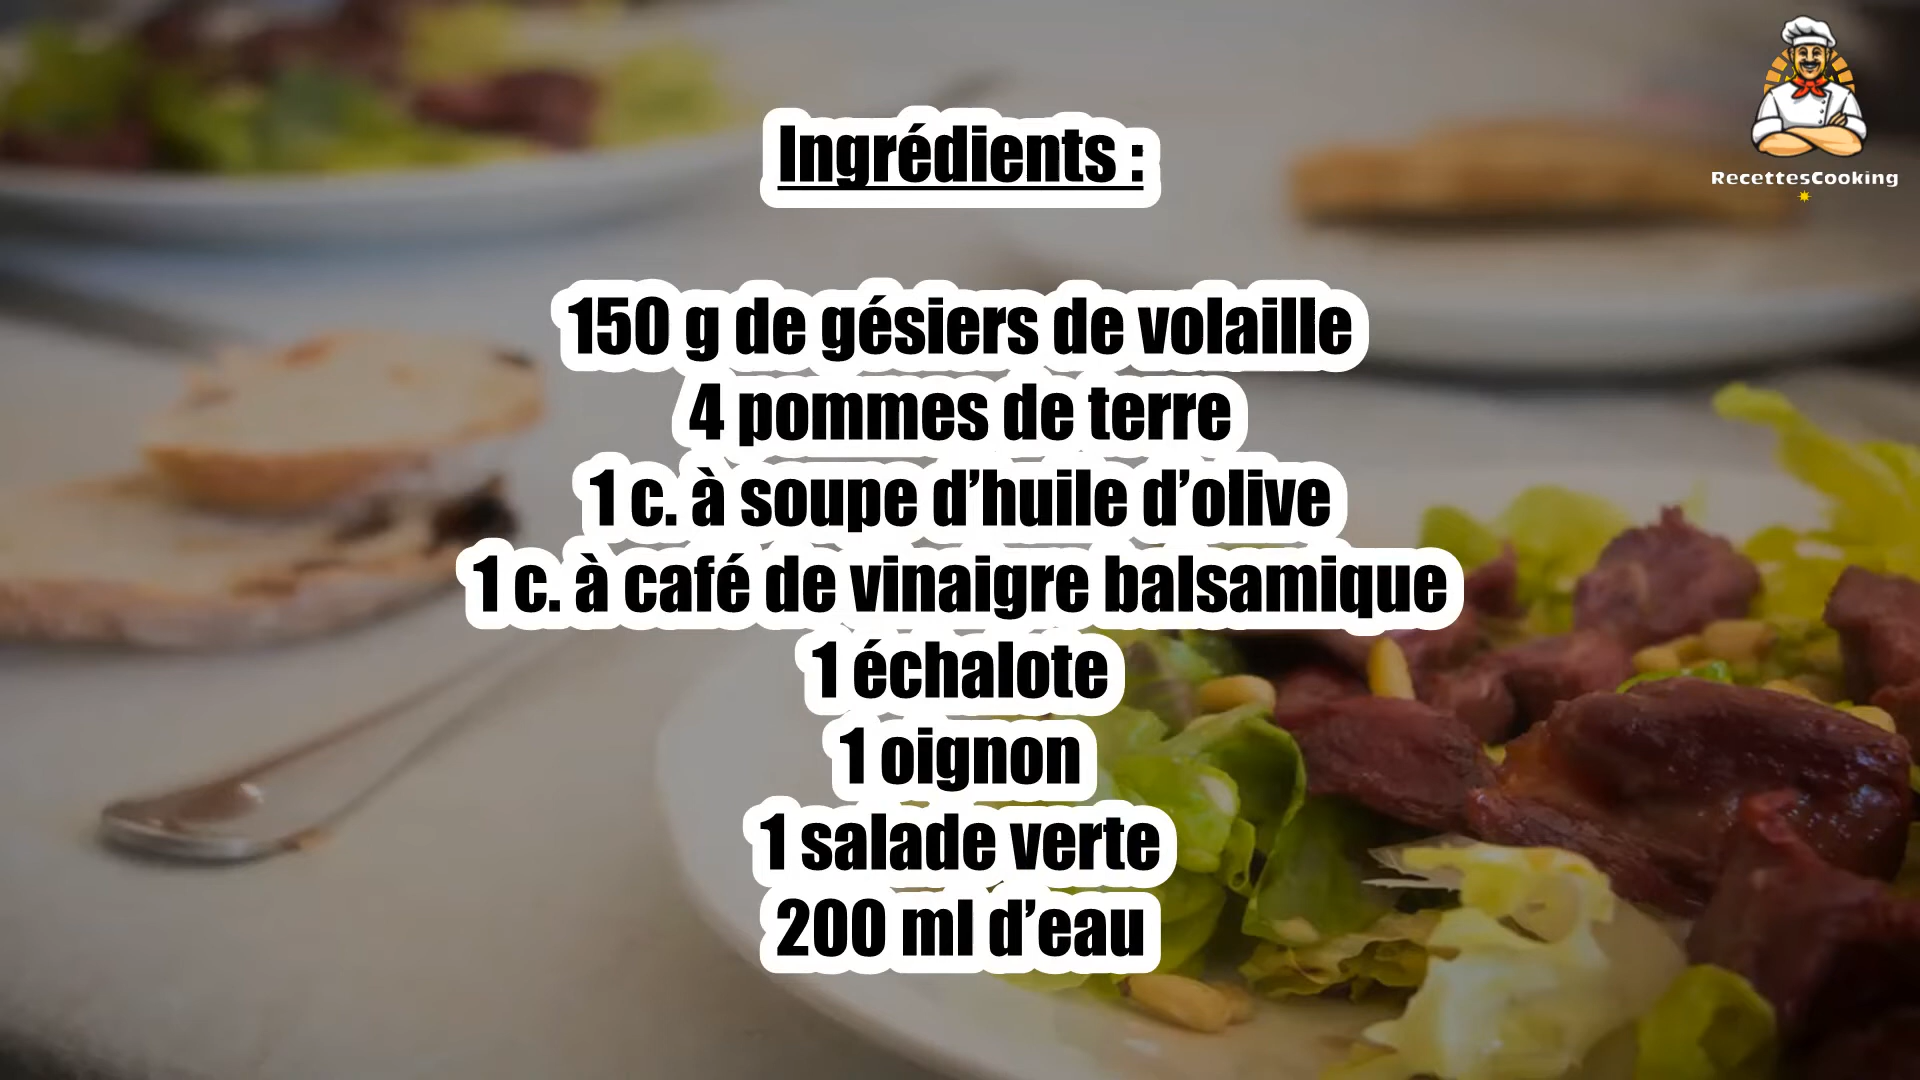 Ingrédients :
150 g de gésiers de volaille
4 pommes de terre
1 c. à soupe d’huile d’olive
1 c. à café de vinaigre balsamique
1 échalote
1 oignon
1 salade verte
200 ml d’eau
RecettesCooking